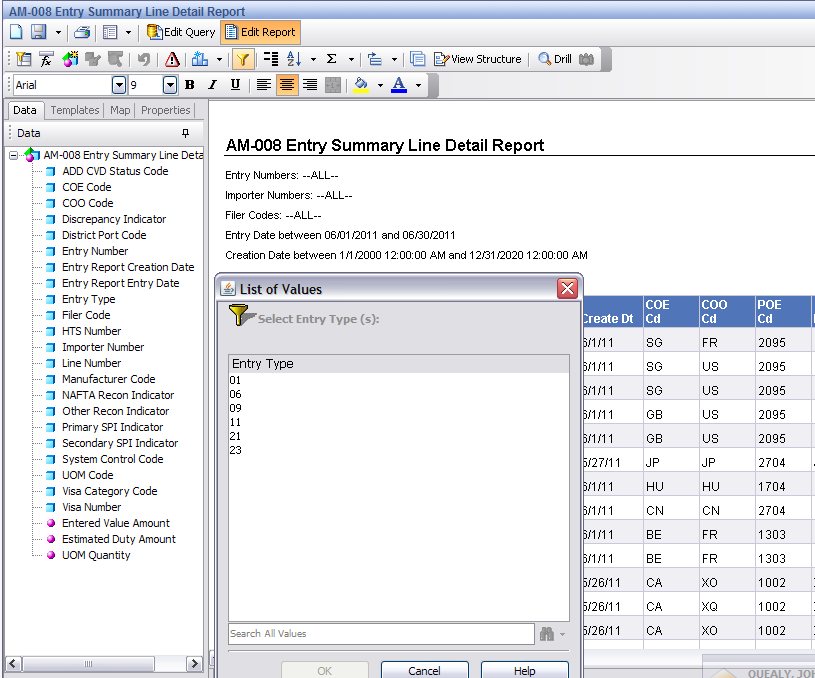 AM-008 Entry Summary Line Detail Report
Edit Query
Edit Report
View Structure
Drill
Arial
9
B I U
A
Data
Templates
Map
Properties
Data
AM-008 Entry Summary Line Deta
ADD CVD Status Code
COE Code
COO Code
Discrepancy Indicator
District Port Code
Entry Number
Entry Report Creation Date
Entry Report Entry Date
Entry Type
Filer Code
HTS Number
Importer Number
Line Number
Manufacturer Code
NAFTA Recon Indicator
Other Recon Indicator
Primary SPI Indicator
Secondary SPI Indicator
System Control Code
UOM Code
Visa Category Code
Visa Number
Entered Value Amount
Estimated Duty Amount
UOM Quantity
AM-008 Entry Summary Line Detail Report
Entry Numbers: --ALL--
Importer Numbers: --ALL--
Filer Codes: --ALL--
Entry Date between 06/01/2011 and 06/30/2011
Creation Date between 1/1/2000 12:00:00 AM and 12/31/2020 12:00:00 AM
List of Values
Select Entry Type (s):
Entry Type
01
06
09
11
21
23
Search All Values
OK
Cancel
Help
Create Dt COE Cd COO Cd POE Cd
6/1/11 SG FR 2095
6/1/11 SG US 2095
6/1/11 SG US 2095
6/1/11 GB US 2095
6/1/11 GB US 2095
5/27/11 JP JP 2704
6/1/11 HU HU 1704
6/1/11 CN CN 2704
6/1/11 BE FR 1303
6/1/11 BE FR 1303
5/26/11 CA XO 1002
5/26/11 CA XQ 1002
5/26/11 CA XO 1002
QUEALY, JOH